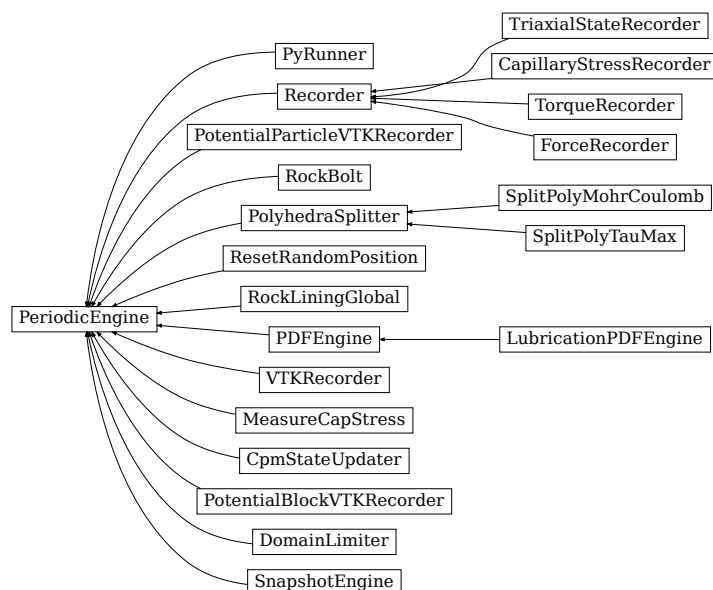 TriaxialStateRecorder
PyRunner
CapillaryStressRecorder
Recorder
TorqueRecorder
PotentialParticleVTKRecorder
ForceRecorder
RockBolt
SplitPolyMohrCoulomb
PolyhedraSplitter
SplitPolyTauMax
ResetRandomPosition
RockLiningGlobal
PeriodicEngine
PDFEngine
LubricationPDFEngine
VTKRecorder
MeasureCapStress
CpmStateUpdater
PotentialBlockVTKRecorder
DomainLimiter
SnapshotEngine